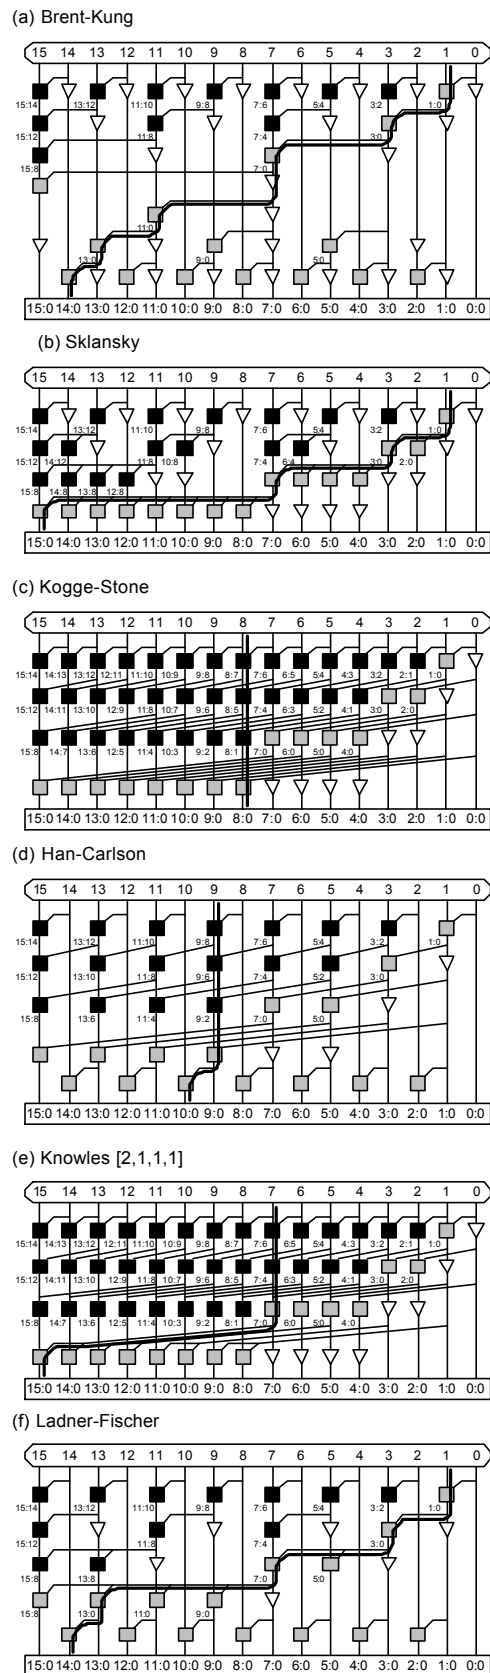 (a) Brent-Kung
15 14 13 12 11 10 9 8 7 6 5 4 3 2 1 0
15:14 13:12 11:10 9:8 7:6 5:4 3:2 1:0
15:12 11:8 7:4 3:0
15:8 7:0
11:0
13:0 9:0 5:0
15:0 14:0 13:0 12:0 11:0 10:0 9:0 8:0 7:0 6:0 5:0 4:0 3:0 2:0 1:0 0:0
(b) Sklansky
15 14 13 12 11 10 9 8 7 6 5 4 3 2 1 0
15:14 13:12 11:10 9:8 7:6 5:4 3:2 1:0
15:12 14:12 11:8 10:8 7:4 6:4 3:0 2:0
15:8 14:8 13:8 12:8
15:0 14:0 13:0 12:0 11:0 10:0 9:0 8:0 7:0 6:0 5:0 4:0 3:0 2:0 1:0 0:0
(c) Kogge-Stone
15 14 13 12 11 10 9 8 7 6 5 4 3 2 1 0
15:14 14:13 13:12 12:11 11:10 10:9 9:8 8:7 7:6 6:5 5:4 4:3 3:2 2:1 1:0
15:12 14:11 13:10 12:9 11:8 10:7 9:6 8:5 7:4 6:3 5:2 4:1 3:0 2:0
15:8 14:7 13:6 12:5 11:4 10:3 9:2 8:1 7:0 6:0 5:0 4:0
15:0 14:0 13:0 12:0 11:0 10:0 9:0 8:0 7:0 6:0 5:0 4:0 3:0 2:0 1:0 0:0
(d) Han-Carlson
15 14 13 12 11 10 9 8 7 6 5 4 3 2 1 0
15:14 13:12 11:10 9:8 7:6 5:4 3:2 1:0
15:12 13:10 11:8 9:6 7:4 5:2 3:0
15:8 13:6 11:4 9:2 7:0 5:0
15:0 14:0 13:0 12:0 11:0 10:0 9:0 8:0 7:0 6:0 5:0 4:0 3:0 2:0 1:0 0:0
(e) Knowles [2,1,1,1]
15 14 13 12 11 10 9 8 7 6 5 4 3 2 1 0
15:14 14:13 13:12 12:11 11:10 10:9 9:8 8:7 7:6 6:5 5:4 4:3 3:2 2:1 1:0
15:12 14:11 13:10 12:9 11:8 10:7 9:6 8:5 7:4 6:3 5:2 4:1 3:0 2:0
15:8 14:7 13:6 12:5 11:4 10:3 9:2 8:1 7:0 6:0 5:0 4:0
15:0 14:0 13:0 12:0 11:0 10:0 9:0 8:0 7:0 6:0 5:0 4:0 3:0 2:0 1:0 0:0
(f) Ladner-Fischer
15 14 13 12 11 10 9 8 7 6 5 4 3 2 1 0
15:14 13:12 11:10 9:8 7:6 5:4 3:2 1:0
15:12 11:8 7:4 3:0
15:8 13:8 7:0 5:0
13:0 11:0 9:0
15:0 14:0 13:0 12:0 11:0 10:0 9:0 8:0 7:0 6:0 5:0 4:0 3:0 2:0 1:0 0:0